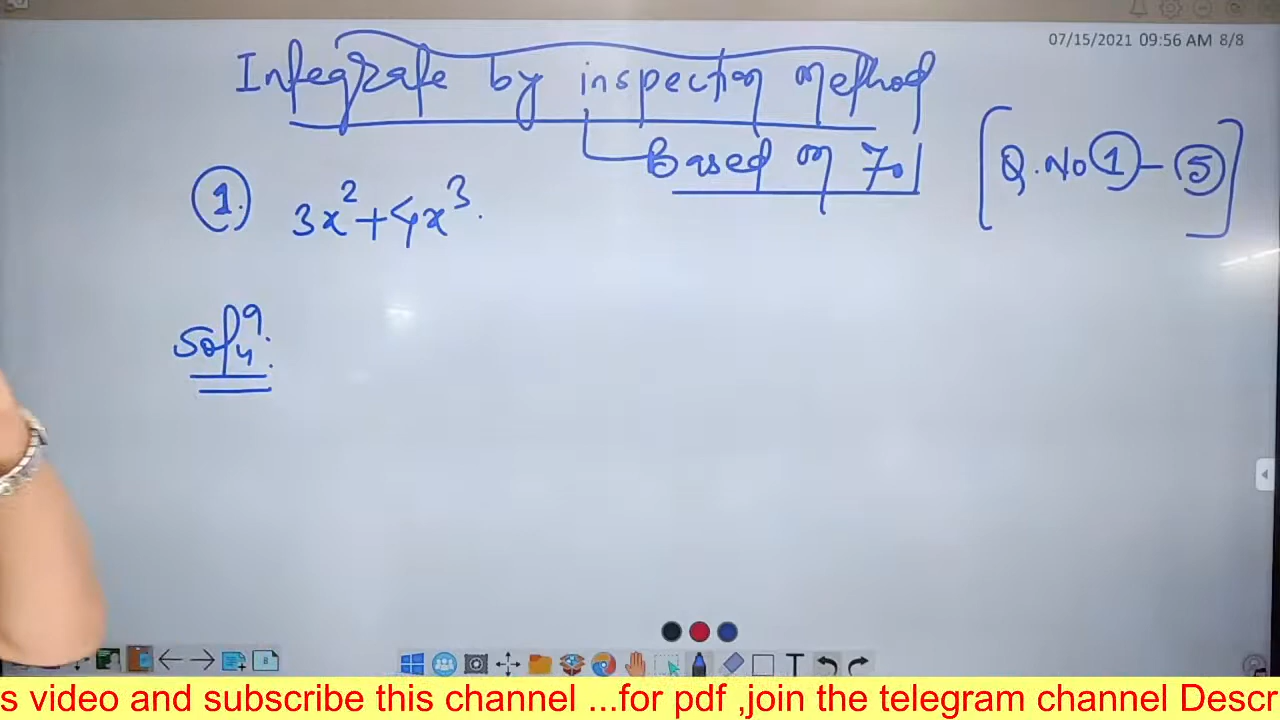 07/15/2021 09:56 AM 8/8
Integrate by inspection method
Based on 7.1
[Q.No 1 - 5]
1. 3x²+4x³.
Solⁿ:
8
T
s video and subscribe this channel ...for pdf ,join the telegram channel Descr